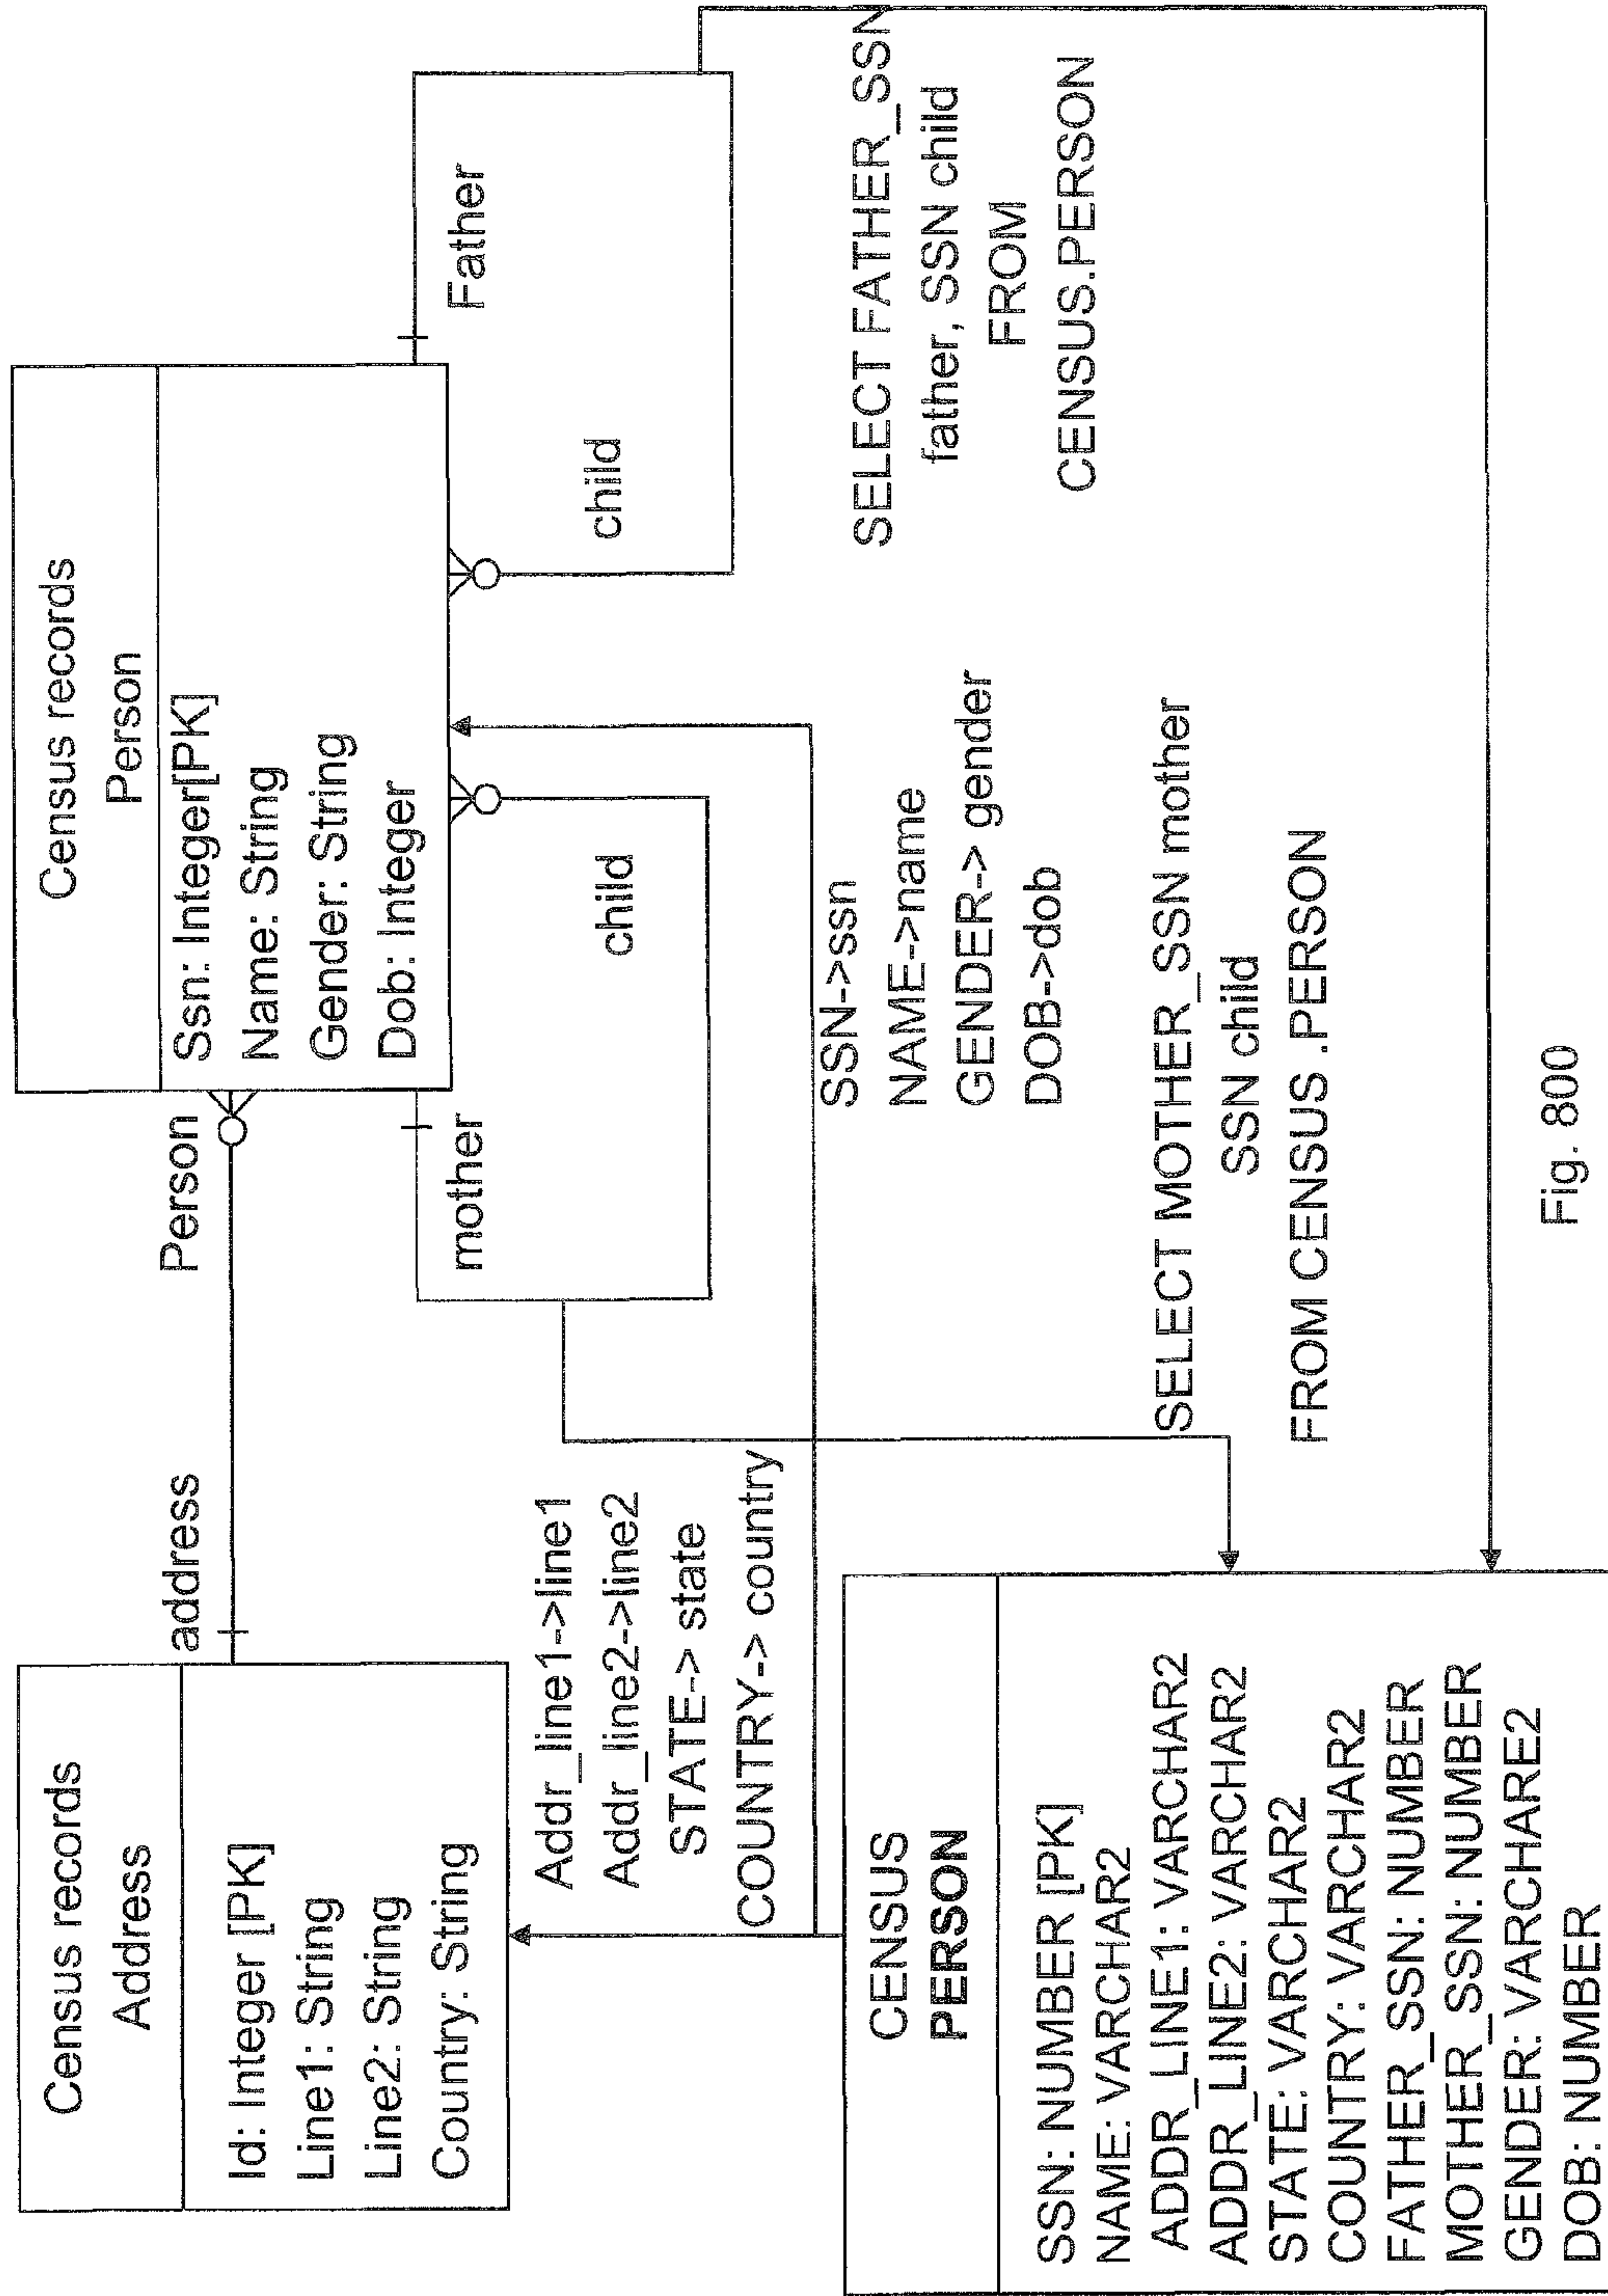 Census records
Address
Id: Integer [PK]
Line1: String
Line2: String
Country: String
address
Person
Census records
Person
Ssn: Integer[PK]
Name: String
Gender: String
Dob: Integer
mother
child
child
Father
Addr_line1->line1
Addr_line2->line2
STATE-> state
COUNTRY-> country
SSN->ssn
NAME->name
GENDER-> gender
DOB->dob
SELECT FATHER_SSN
father, SSN child
FROM
CENSUS.PERSON
SELECT MOTHER_SSN mother
SSN child
FROM CENSUS .PERSON
CENSUS
PERSON
SSN: NUMBER [PK]
NAME: VARCHAR2
ADDR_LINE1: VARCHAR2
ADDR_LINE2: VARCHAR2
STATE: VARCHAR2
COUNTRY: VARCHAR2
FATHER_SSN: NUMBER
MOTHER_SSN: NUMBER
GENDER: VARCHARE2
DOB: NUMBER
Fig. 800